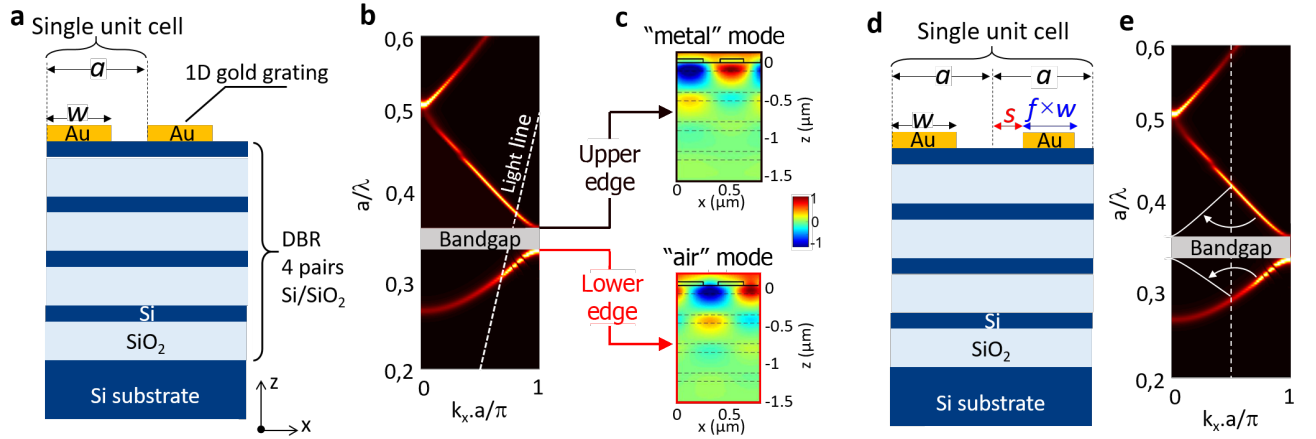 a
Single unit cell
a
1D gold grating
w
Au
Au
DBR
4 pairs
Si/SiO2
Si
SiO2
Si substrate
z
x
b
0,6
0,5
0,4
0,3
0,2
a/λ
Light line
Bandgap
0
1
kx.a/π
Upper
edge
Lower
edge
c
“metal” mode
0
-0.5
-1
-1.5
z (μm)
0
0.5
x (μm)
1
0
-1
“air” mode
0
-0.5
-1
-1.5
z (μm)
0
0.5
x (μm)
d
Single unit cell
a
a
w
s
f×w
Au
Au
Si
SiO2
Si substrate
e
0,6
0,5
0,4
0,3
0,2
a/λ
Bandgap
0
1
kx.a/π